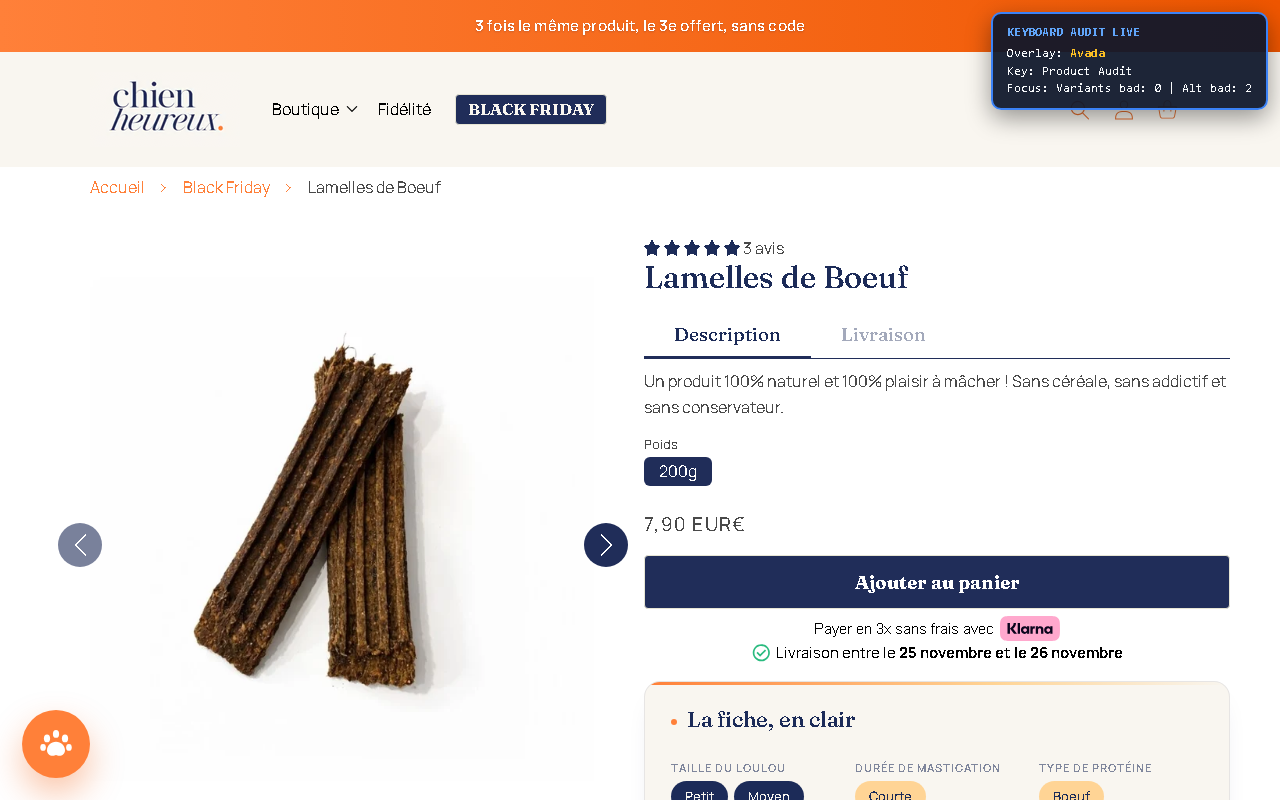 3 fois le même produit, le 3e offert, sans code
KEYBOARD AUDIT LIVE
Overlay: Avada
Key: Product Audit
Focus: Variants bad: 0 | Alt bad: 2
chien
heureux.
Boutique
Fidélité
BLACK FRIDAY
Accueil
Black Friday
Lamelles de Boeuf
3 avis
Lamelles de Boeuf
Description
Livraison
Un produit 100% naturel et 100% plaisir à mâcher ! Sans céréale, sans addictif et
sans conservateur.
Poids
200g
7,90 EUR€
Ajouter au panier
Payer en 3x sans frais avec Klarna
Livraison entre le 25 novembre et le 26 novembre
La fiche, en clair
TAILLE DU LOULOU
Petit
Moyen
DURÉE DE MASTICATION
Courte
TYPE DE PROTÉINE
Boeuf